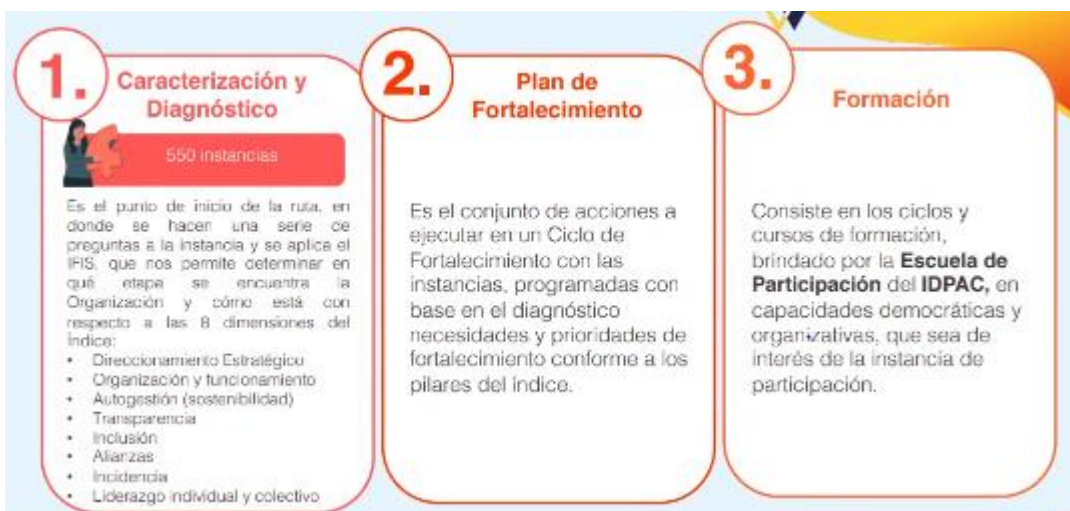 1.
Caracterización y
Diagnóstico
550 instancias
Es el punto de inicio de la ruta, en
donde se hacen una serie de
preguntas a la instancia y se aplica el
IFIS, que nos permite determinar en
qué etapa se encuentra la
Organización y cómo está con
respecto a las 8 dimensiones del
Índice:
• Direccionamiento Estratégico
• Organización y funcionamiento
• Autogestión (sostenibilidad)
• Transparencia
• Inclusión
• Alianzas
• Incidencia
• Liderazgo individual y colectivo
2.
Plan de
Fortalecimiento
Es el conjunto de acciones a
ejecutar en un Ciclo de
Fortalecimiento con las
instancias, programadas con
base en el diagnóstico
necesidades y prioridades de
fortalecimiento conforme a los
pilares del índice.
3.
Formación
Consiste en los ciclos y
cursos de formación,
brindado por la Escuela de
Participación del IDPAC, en
capacidades democráticas y
organizativas, que sea de
interés de la instancia de
participación.